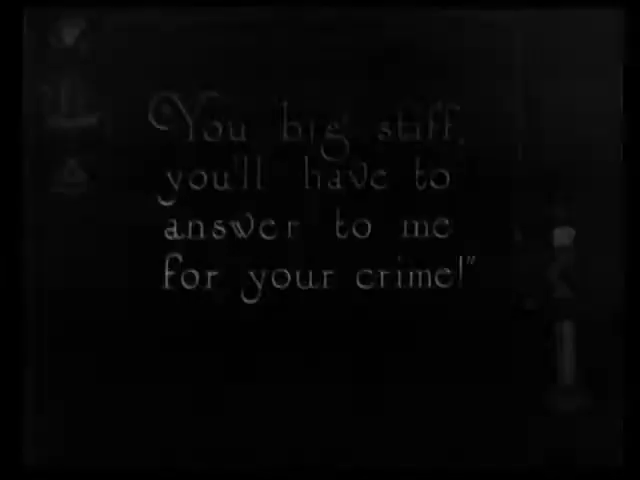 You big stiff,
you'll have to
answer to me
for your crime!"